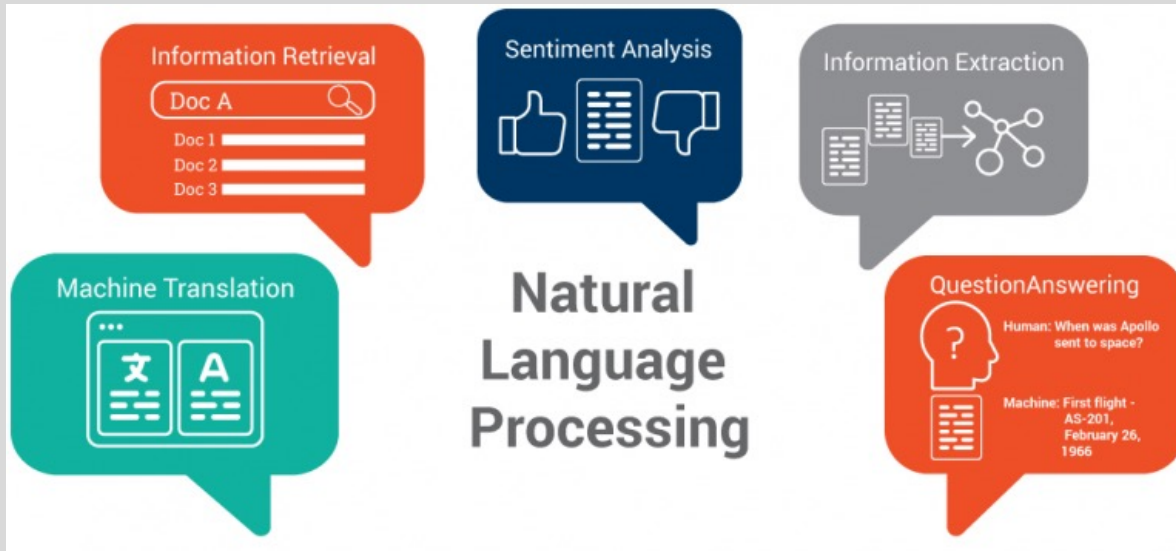 Information Retrieval
Doc A
Doc 1
Doc 2
Doc 3
Sentiment Analysis
Information Extraction
Machine Translation
文 A
Natural
Language
Processing
QuestionAnswering
?
Human: When was Apollo
sent to space?
Machine: First flight -
AS-201,
February 26,
1966